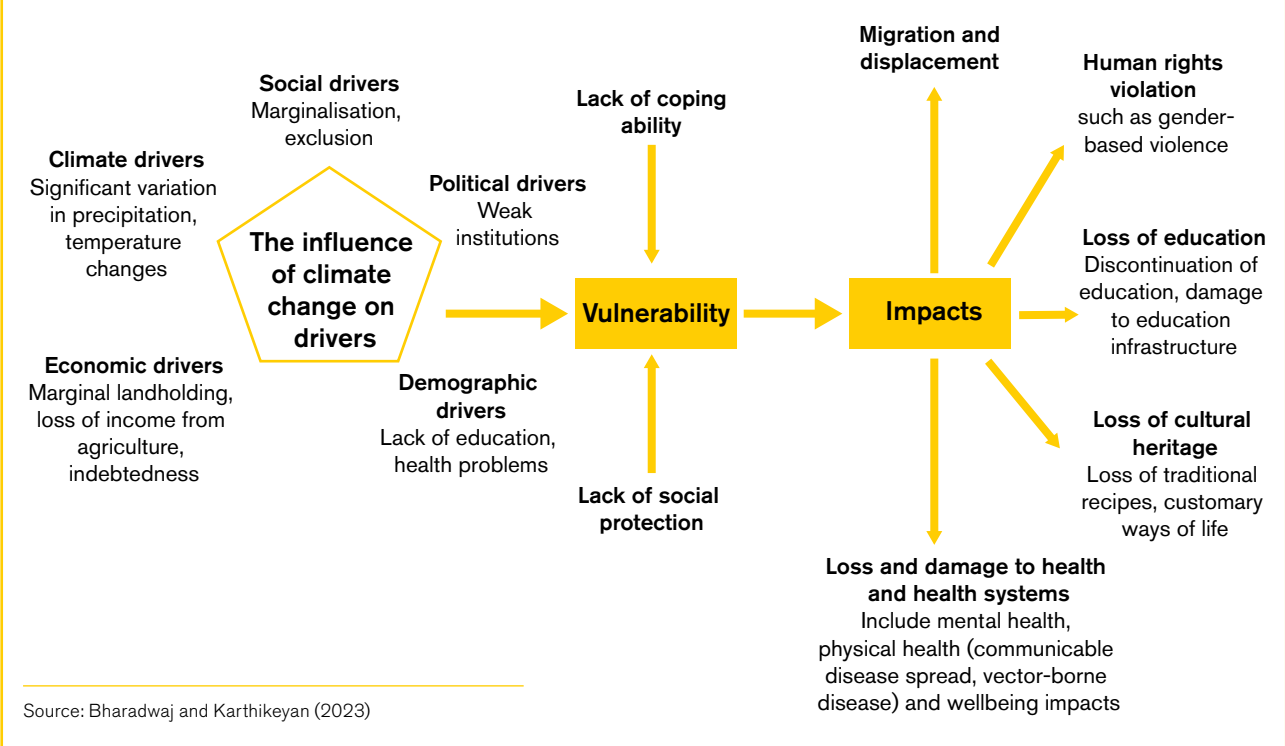 Social drivers
Marginalisation,
exclusion
Climate drivers
Significant variation
in precipitation,
temperature
changes
Political drivers
Weak
institutions
The influence
of climate
change on
drivers
Economic drivers
Marginal landholding,
loss of income from
agriculture,
indebtedness
Demographic
drivers
Lack of education,
health problems
Lack of coping
ability
Vulnerability
Lack of social
protection
Impacts
Migration and
displacement
Human rights
violation
such as gender-
based violence
Loss of education
Discontinuation of
education, damage
to education
infrastructure
Loss of cultural
heritage
Loss of traditional
recipes, customary
ways of life
Loss and damage to health
and health systems
Include mental health,
physical health (communicable
disease spread, vector-borne
disease) and wellbeing impacts
Source: Bharadwaj and Karthikeyan (2023)